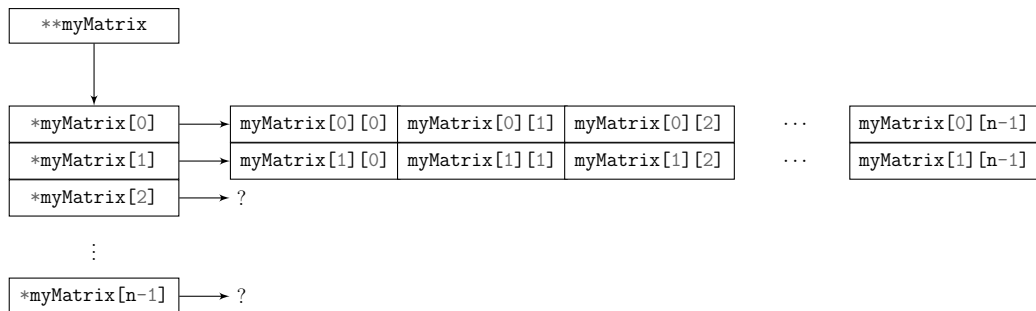 **myMatrix
*myMatrix[0] myMatrix[0][0] myMatrix[0][1] myMatrix[0][2] ... myMatrix[0][n-1]
*myMatrix[1] myMatrix[1][0] myMatrix[1][1] myMatrix[1][2] ... myMatrix[1][n-1]
*myMatrix[2] ?
⋮
*myMatrix[n-1] ?